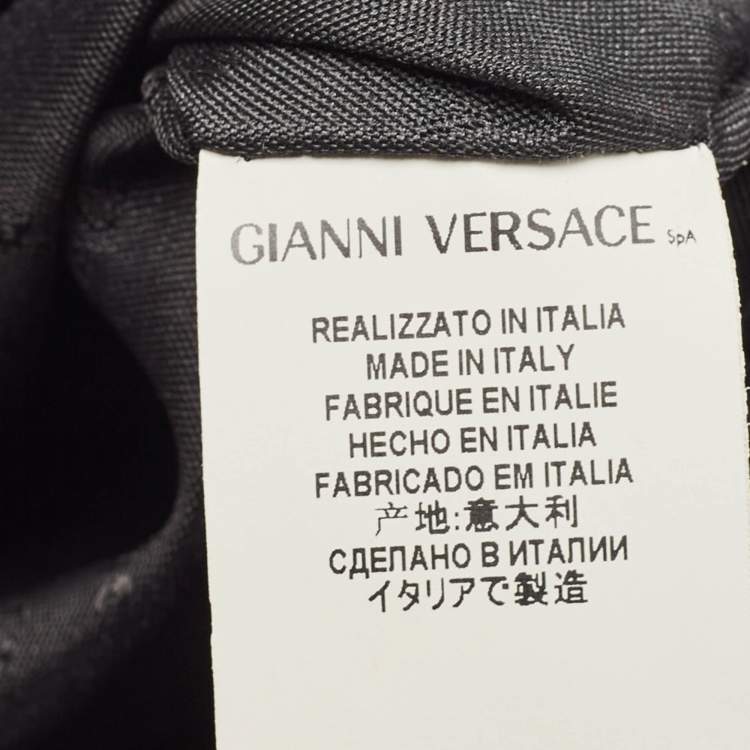 GIANNI VERSACE SpA
REALIZZATO IN ITALIA
MADE IN ITALY
FABRIQUE EN ITALIE
HECHO EN ITALIA
FABRICADO EM ITALIA
产地:意大利
СДЕЛАНО В ИТАЛИИ
イタリアで製造